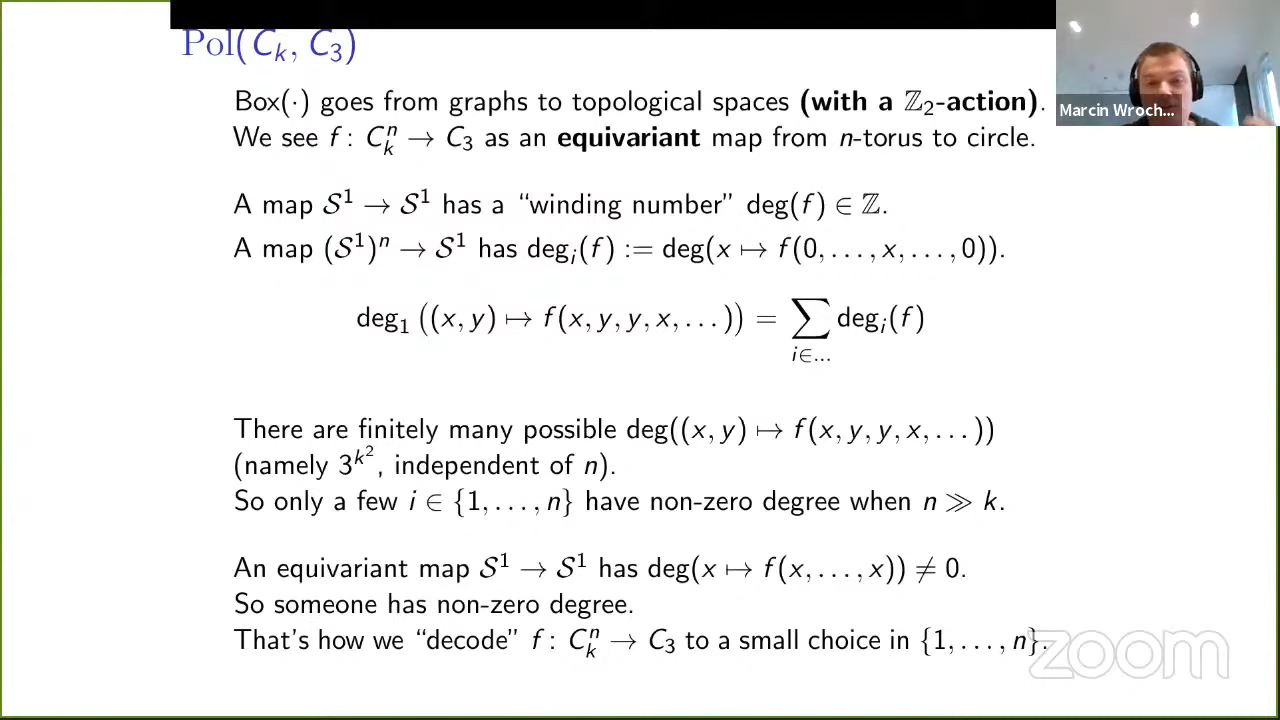 Pol(C_k, C_3)
Marcin Wroch...
Box(·) goes from graphs to topological spaces (with a ℤ₂-action).
We see f : C_k^n → C_3 as an equivariant map from n-torus to circle.
A map 𝒮¹ → 𝒮¹ has a “winding number” deg(f) ∈ ℤ.
A map (𝒮¹)ⁿ → 𝒮¹ has deg_i(f) := deg(x ↦ f(0, …, x, …, 0)).
deg_1 ((x, y) ↦ f(x, y, y, x, …)) = ∑_{i∈...} deg_i(f)
There are finitely many possible deg((x, y) ↦ f(x, y, y, x, …))
(namely 3^{k^2}, independent of n).
So only a few i ∈ {1, …, n} have non-zero degree when n ≫ k.
An equivariant map 𝒮¹ → 𝒮¹ has deg(x ↦ f(x, …, x)) ≠ 0.
So someone has non-zero degree.
That’s how we “decode” f : C_k^n → C_3 to a small choice in {1, …, n}.
zoom